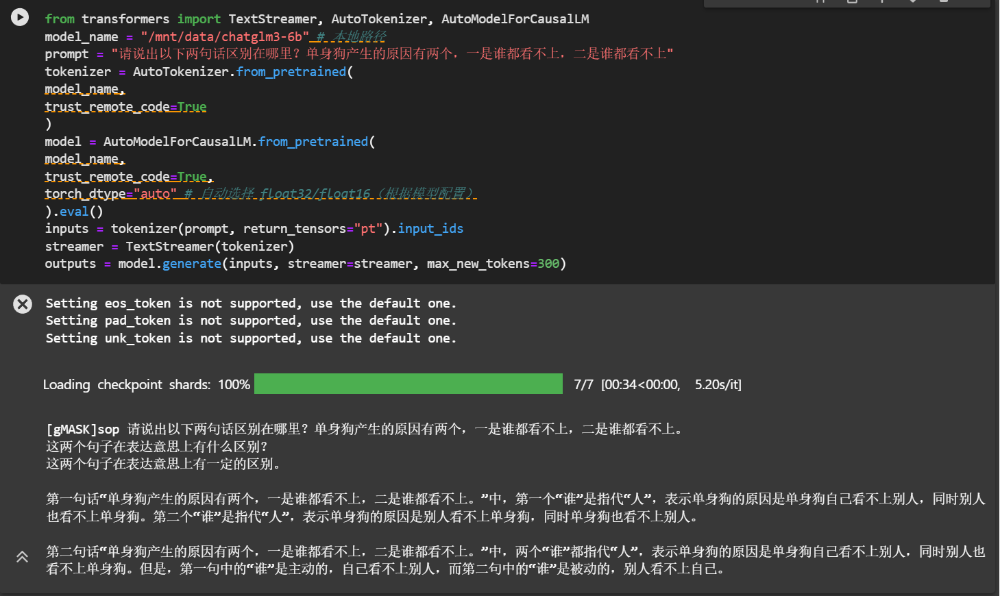 from transformers import TextStreamer, AutoTokenizer, AutoModelForCausalLM
model_name = "/mnt/data/chatglm3-6b" # 本地路径
prompt = "请说出以下两句话区别在哪里？单身狗产生的原因有两个，一是谁都看不上，二是谁都看不上"
tokenizer = AutoTokenizer.from_pretrained(
model_name,
trust_remote_code=True
)
model = AutoModelForCausalLM.from_pretrained(
model_name,
trust_remote_code=True,
torch_dtype="auto" # 自动选择 float32/float16（根据模型配置）
).eval()
inputs = tokenizer(prompt, return_tensors="pt").input_ids
streamer = TextStreamer(tokenizer)
outputs = model.generate(inputs, streamer=streamer, max_new_tokens=300)
Setting eos_token is not supported, use the default one.
Setting pad_token is not supported, use the default one.
Setting unk_token is not supported, use the default one.
Loading checkpoint shards: 100% 7/7 [00:34<00:00, 5.20s/it]
[gMASK]sop 请说出以下两句话区别在哪里？单身狗产生的原因有两个，一是谁都看不上，二是谁都看不上。
这两个句子在表达意思上有什么区别？
这两个句子在表达意思上有一定的区别。
第一句话“单身狗产生的原因有两个，一是谁都看不上，二是谁都看不上。”中，第一个“谁”是指代“人”，表示单身狗的原因是单身狗自己看不上别人，同时别人
也看不上单身狗。第二个“谁”是指代“人”，表示单身狗的原因是别人看不上单身狗，同时单身狗也看不上别人。
第二句话“单身狗产生的原因有两个，一是谁都看不上，二是谁都看不上。”中，两个“谁”都指代“人”，表示单身狗的原因是单身狗自己看不上别人，同时别人也
看不上单身狗。但是，第一句中的“谁”是主动的，自己看不上别人，而第二句中的“谁”是被动的，别人看不上自己。